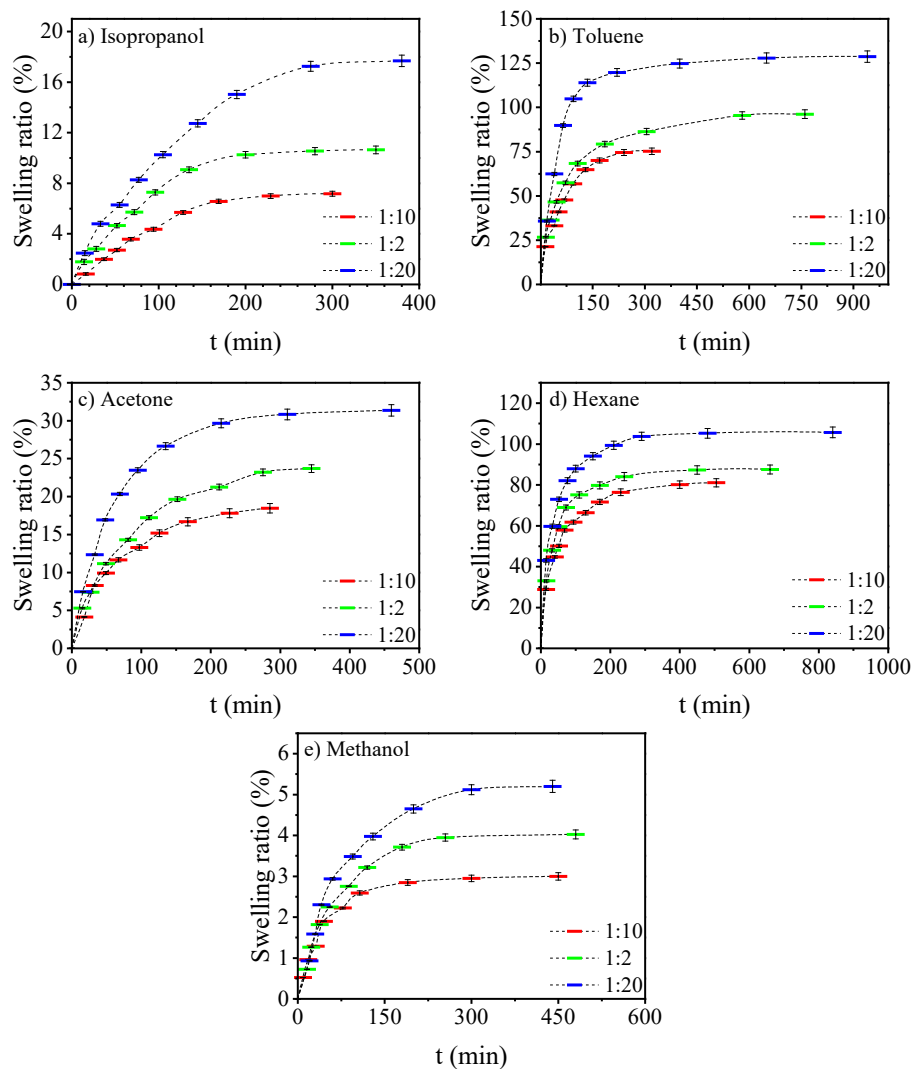 a) Isopropanol
Swelling ratio (%)
20
16
12
8
4
0
0 100 200 300 400
t (min)
1:10
1:2
1:20
b) Toluene
Swelling ratio (%)
150
125
100
75
50
25
0
150 300 450 600 750 900
t (min)
1:10
1:2
1:20
c) Acetone
Swelling ratio (%)
35
30
25
20
15
10
5
0
0 100 200 300 400 500
t (min)
1:10
1:2
1:20
d) Hexane
Swelling ratio (%)
120
100
80
60
40
20
0
0 200 400 600 800 1000
t (min)
1:10
1:2
1:20
e) Methanol
Swelling ratio (%)
6
5
4
3
2
1
0
0 150 300 450 600
t (min)
1:10
1:2
1:20